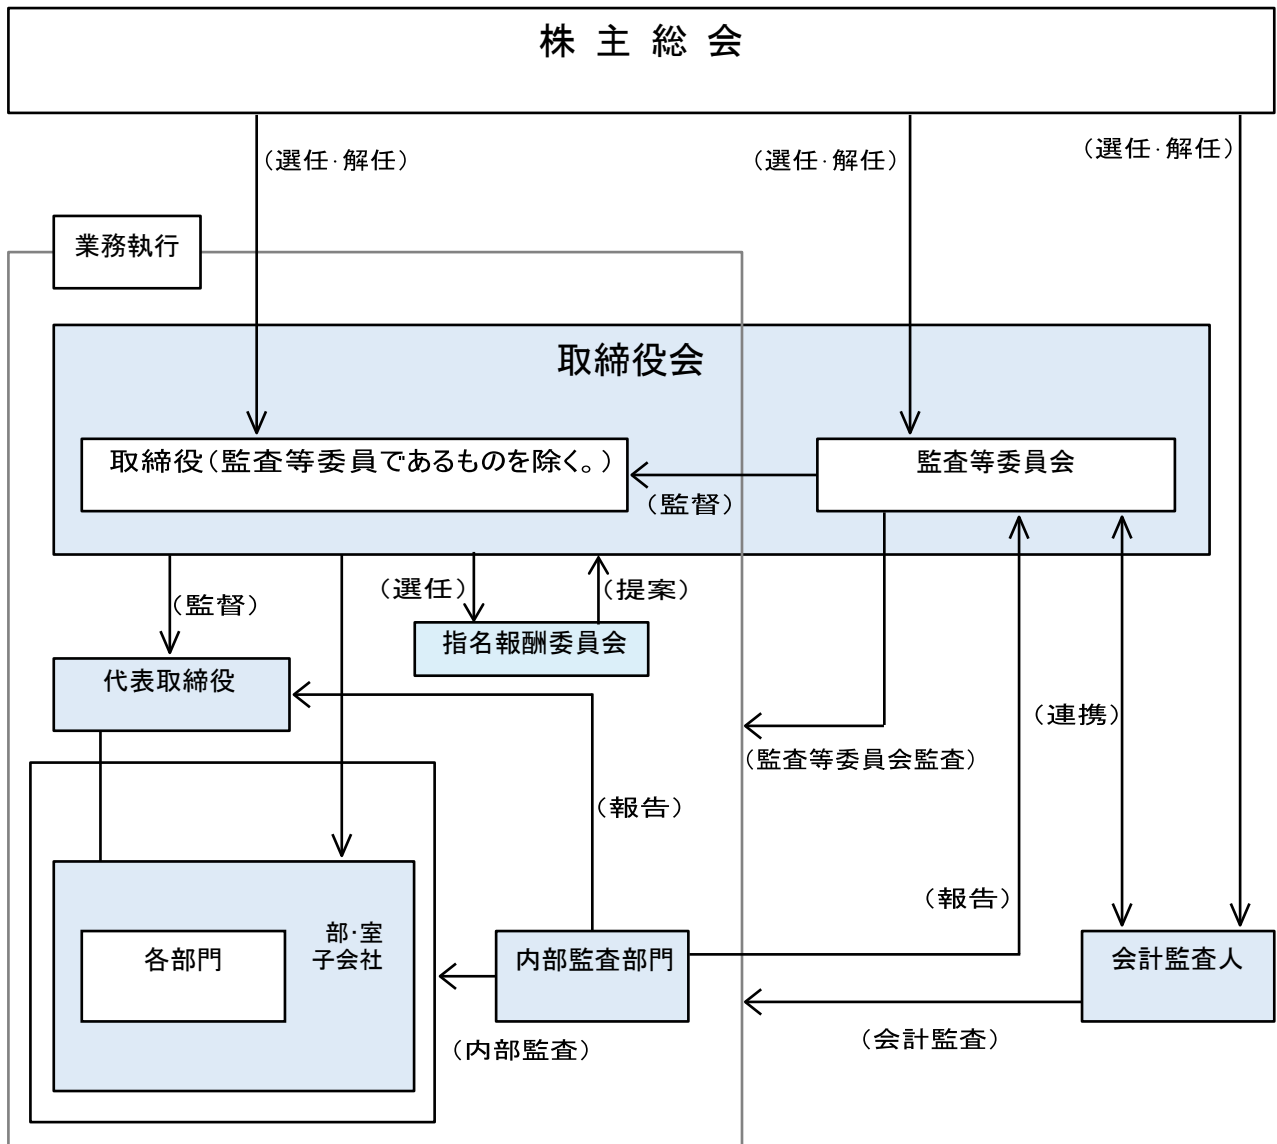 株 主 総 会
（選任・解任）
（選任・解任）
（選任・解任）
業務執行
取締役会
取締役（監査等委員であるものを除く。）
監査等委員会
（監督）
（監督）
（選任）
（提案）
指名報酬委員会
代表取締役
（連携）
（監査等委員会監査）
（報告）
（報告）
部・室
子会社
各部門
内部監査部門
会計監査人
（内部監査）
（会計監査）